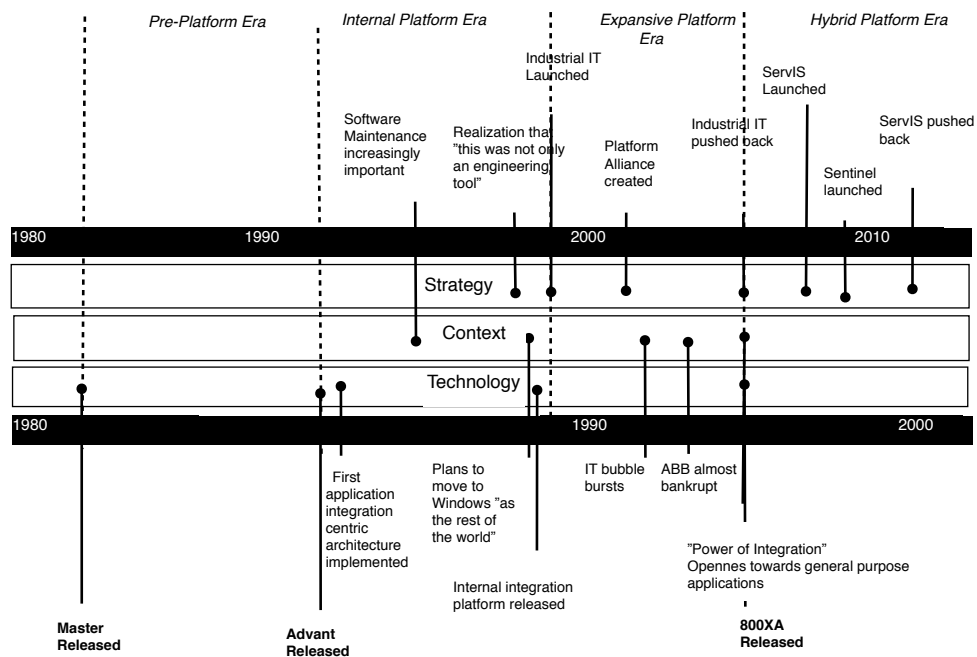 Pre-Platform Era
Internal Platform Era
Expansive Platform
Era
Hybrid Platform Era
Industrial IT
Launched
ServIS
Launched
Software
Maintenance
increasingly
important
Realization that
”this was not only
an engineering
tool”
Platform
Alliance
created
Industrial IT
pushed back
ServIS pushed
back
Sentinel
launched
1980
1990
2000
2010
Strategy
Context
Technology
1980
1990
2000
First
application
integration
centric
architecture
implemented
Plans to
move to
Windows ”as
the rest of
the world”
IT bubble
bursts
ABB almost
bankrupt
Internal integration
platform released
”Power of Integration”
Opennes towards general purpose
applications
Master
Released
Advant
Released
800XA
Released